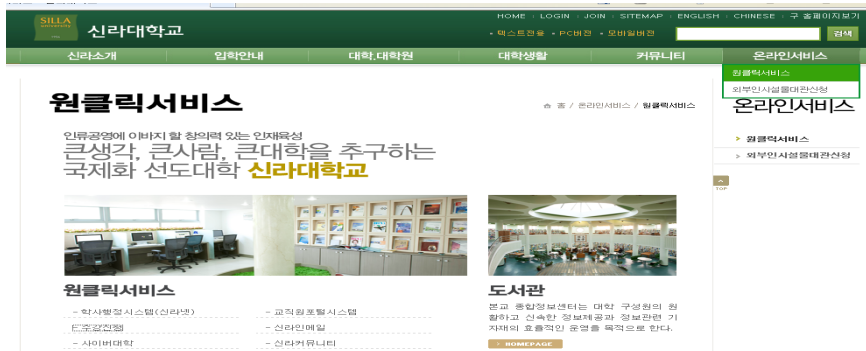 HOME LOGIN JOIN SITEMAP ENGLISH CHINESE 구 홈페이지보기
SILLA
신라대학교
텍스트전용 PC버전 모바일버전
검색
신라소개 입학안내 대학.대학원 대학생활 커뮤니티 온라인서비스
원클릭서비스
외부인시설물대관신청
원클릭서비스
홈 / 온라인서비스 / 원클릭서비스
온라인서비스
인류공영에 이바지 할 창의력 있는 인재육성
큰생각, 큰사람, 큰대학을 추구하는
국제화 선도대학 신라대학교
> 원클릭서비스
> 외부인시설물대관신청
TOP
원클릭서비스
- 학사행정시스템(신라넷)
- 교직원포털시스템
- 수강신청
- 신라인메일
- 사이버대학
- 신라커뮤니티
도서관
본교 종합정보센터는 대학 구성원의 원
활하고 신속한 정보제공과 정보관련 기
자재의 효율적인 운영을 목적으로 한다.
> HOMEPAGE